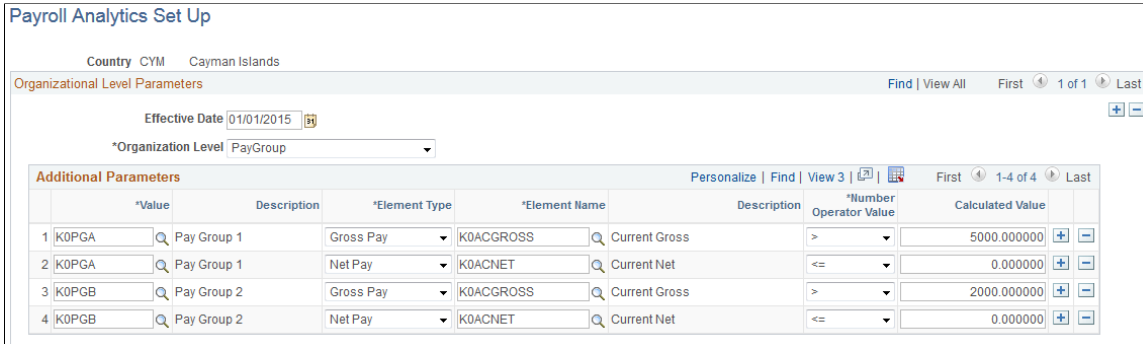 Payroll Analytics Set Up
Country CYM Cayman Islands
Organizational Level Parameters Find | View All First 1 of 1 Last
Effective Date 01/01/2015 31
*Organization Level PayGroup
Additional Parameters Personalize | Find | View 3 | First 1-4 of 4 Last
*Value Description *Element Type *Element Name Description *Number Operator Value Calculated Value
1 K0PGA Pay Group 1 Gross Pay K0ACGROSS Current Gross > 5000.000000
2 K0PGA Pay Group 1 Net Pay K0ACNET Current Net <= 0.000000
3 K0PGB Pay Group 2 Gross Pay K0ACGROSS Current Gross > 2000.000000
4 K0PGB Pay Group 2 Net Pay K0ACNET Current Net <= 0.000000